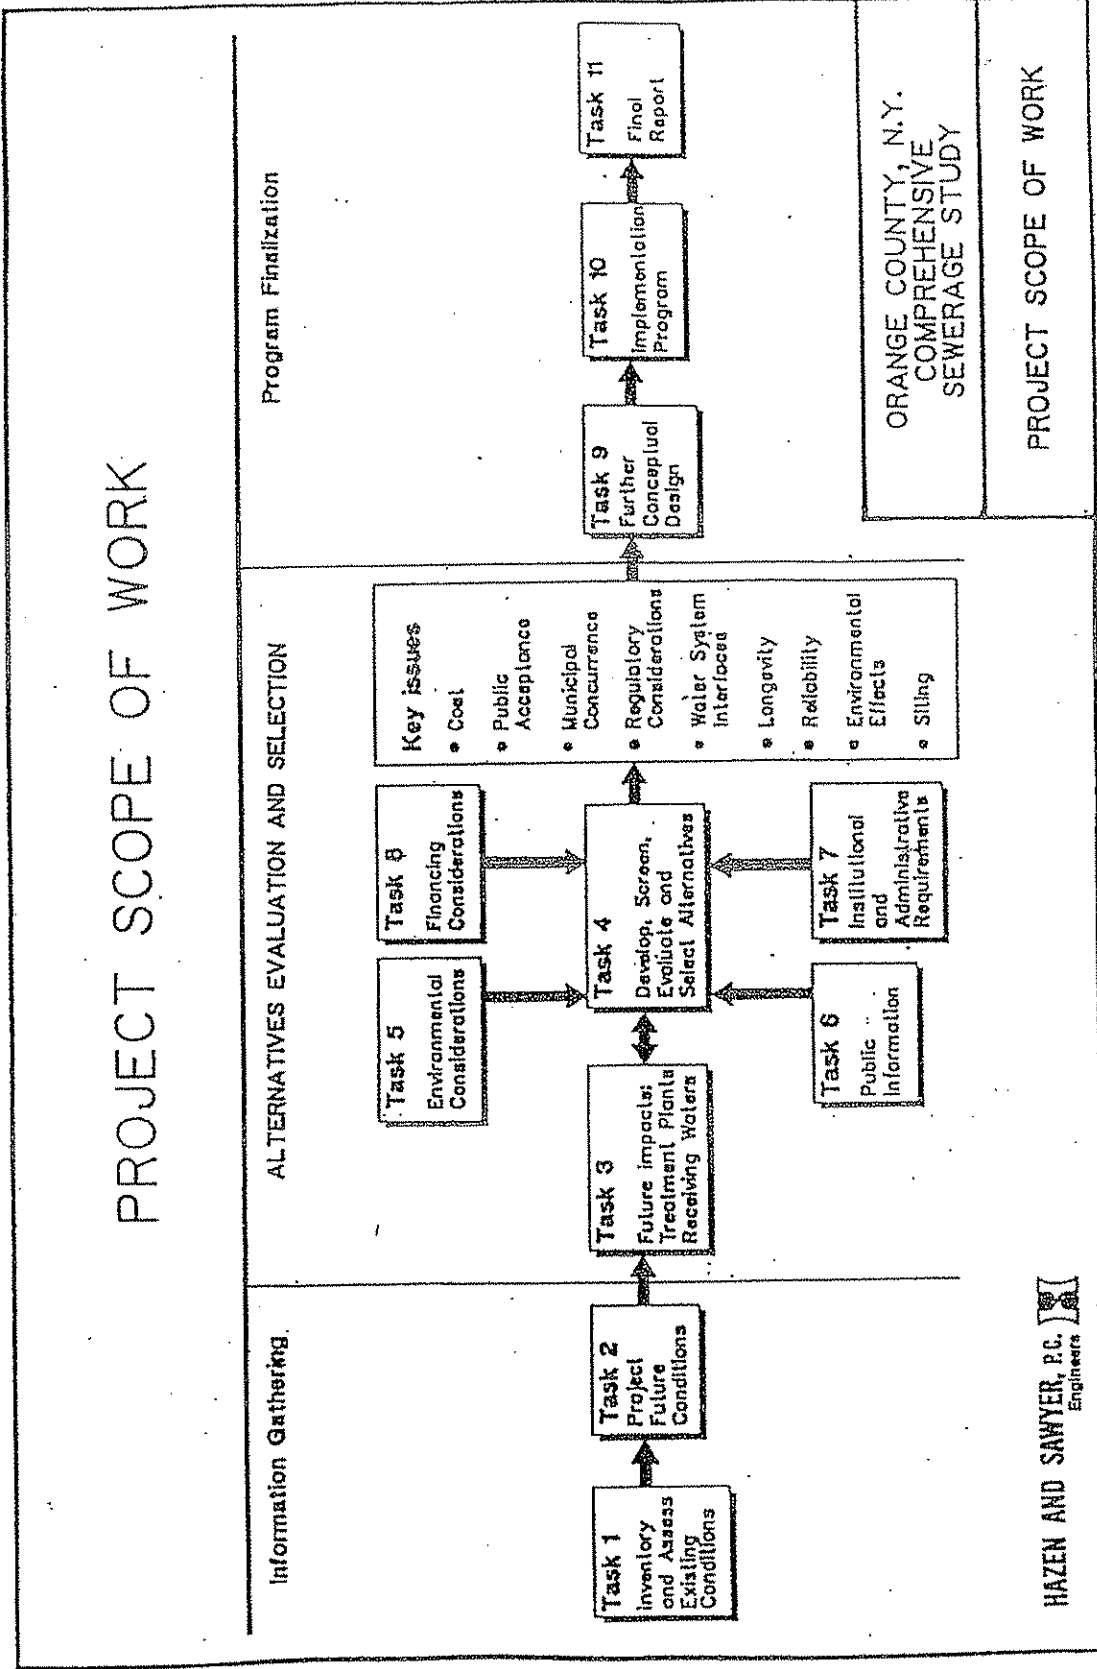 PROJECT SCOPE OF WORK
Information Gathering
ALTERNATIVES EVALUATION AND SELECTION
Program Finalization
Task 1
Inventory
and Assess
Existing
Conditions
Task 2
Project
Future
Conditions
Task 3
Future Impacts:
Treatment Plants
Receiving Waters
Task 5
Environmental
Considerations
Task 8
Financing
Considerations
Task 4
Develop, Screen,
Evaluate and
Select Alternatives
Task 6
Public
Information
Task 7
Institutional
and
Administrative
Requirements
Key issues
• Cost
• Public
Acceptance
• Municipal
Concurrence
• Regulatory
Considerations
• Water System
Interfaces
• Longevity
• Reliability
• Environmental
Effects
• Siting
Task 9
Further
Conceptual
Design
Task 10
Implementation
Program
Task 11
Final
Report
HAZEN AND SAWYER, P.C.
Engineers
ORANGE COUNTY, N.Y.
COMPREHENSIVE
SEWERAGE STUDY
PROJECT SCOPE OF WORK